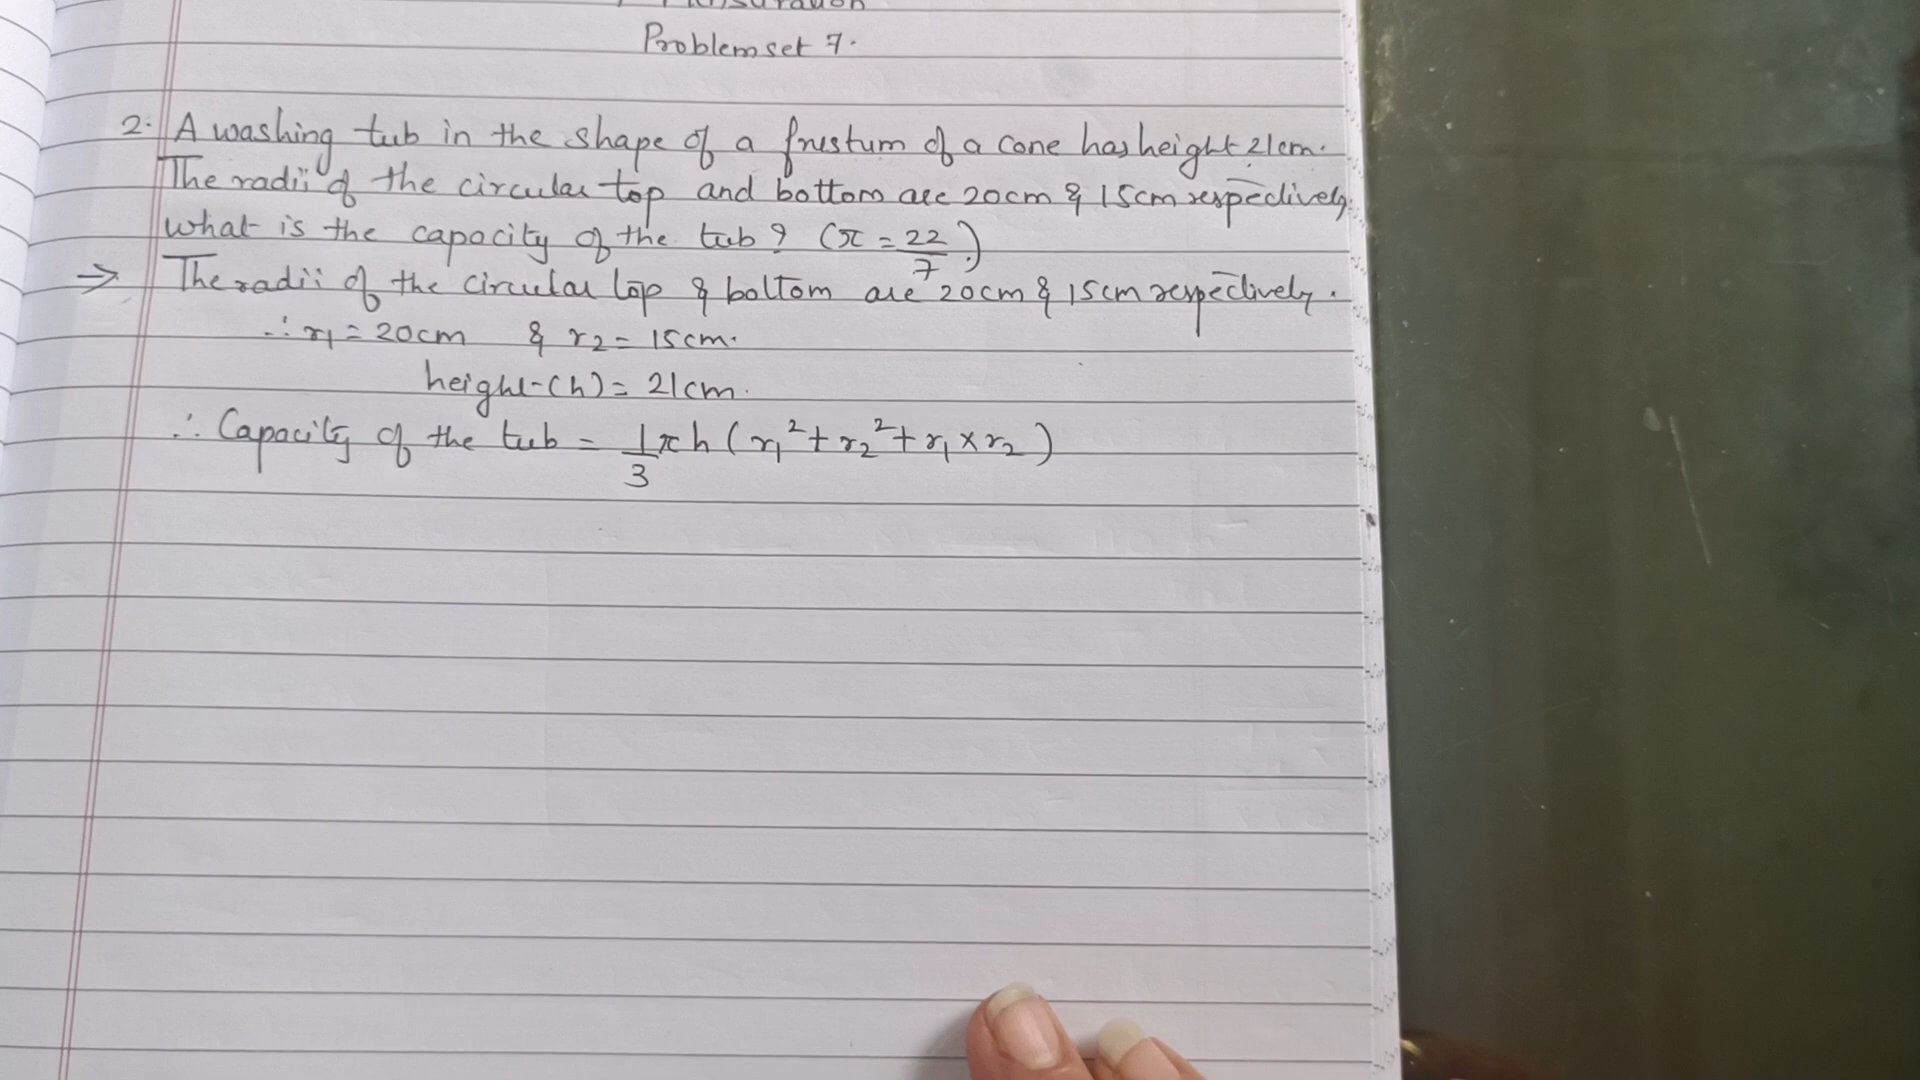 Problem set 7.
2. A washing tub in the shape of a frustum of a cone has height 21cm.
The radii of the circular top and bottom are 20cm & 15cm respectively.
what is the capacity of the tub? (π = 22/7.)
→ The radii of the circular top & bottom are 20cm & 15cm respectively.
∴ r₁ = 20cm & r₂ = 15cm.
height (h) = 21cm.
∴ Capacity of the tub = 1/3 πh (r₁² + r₂² + r₁ × r₂)